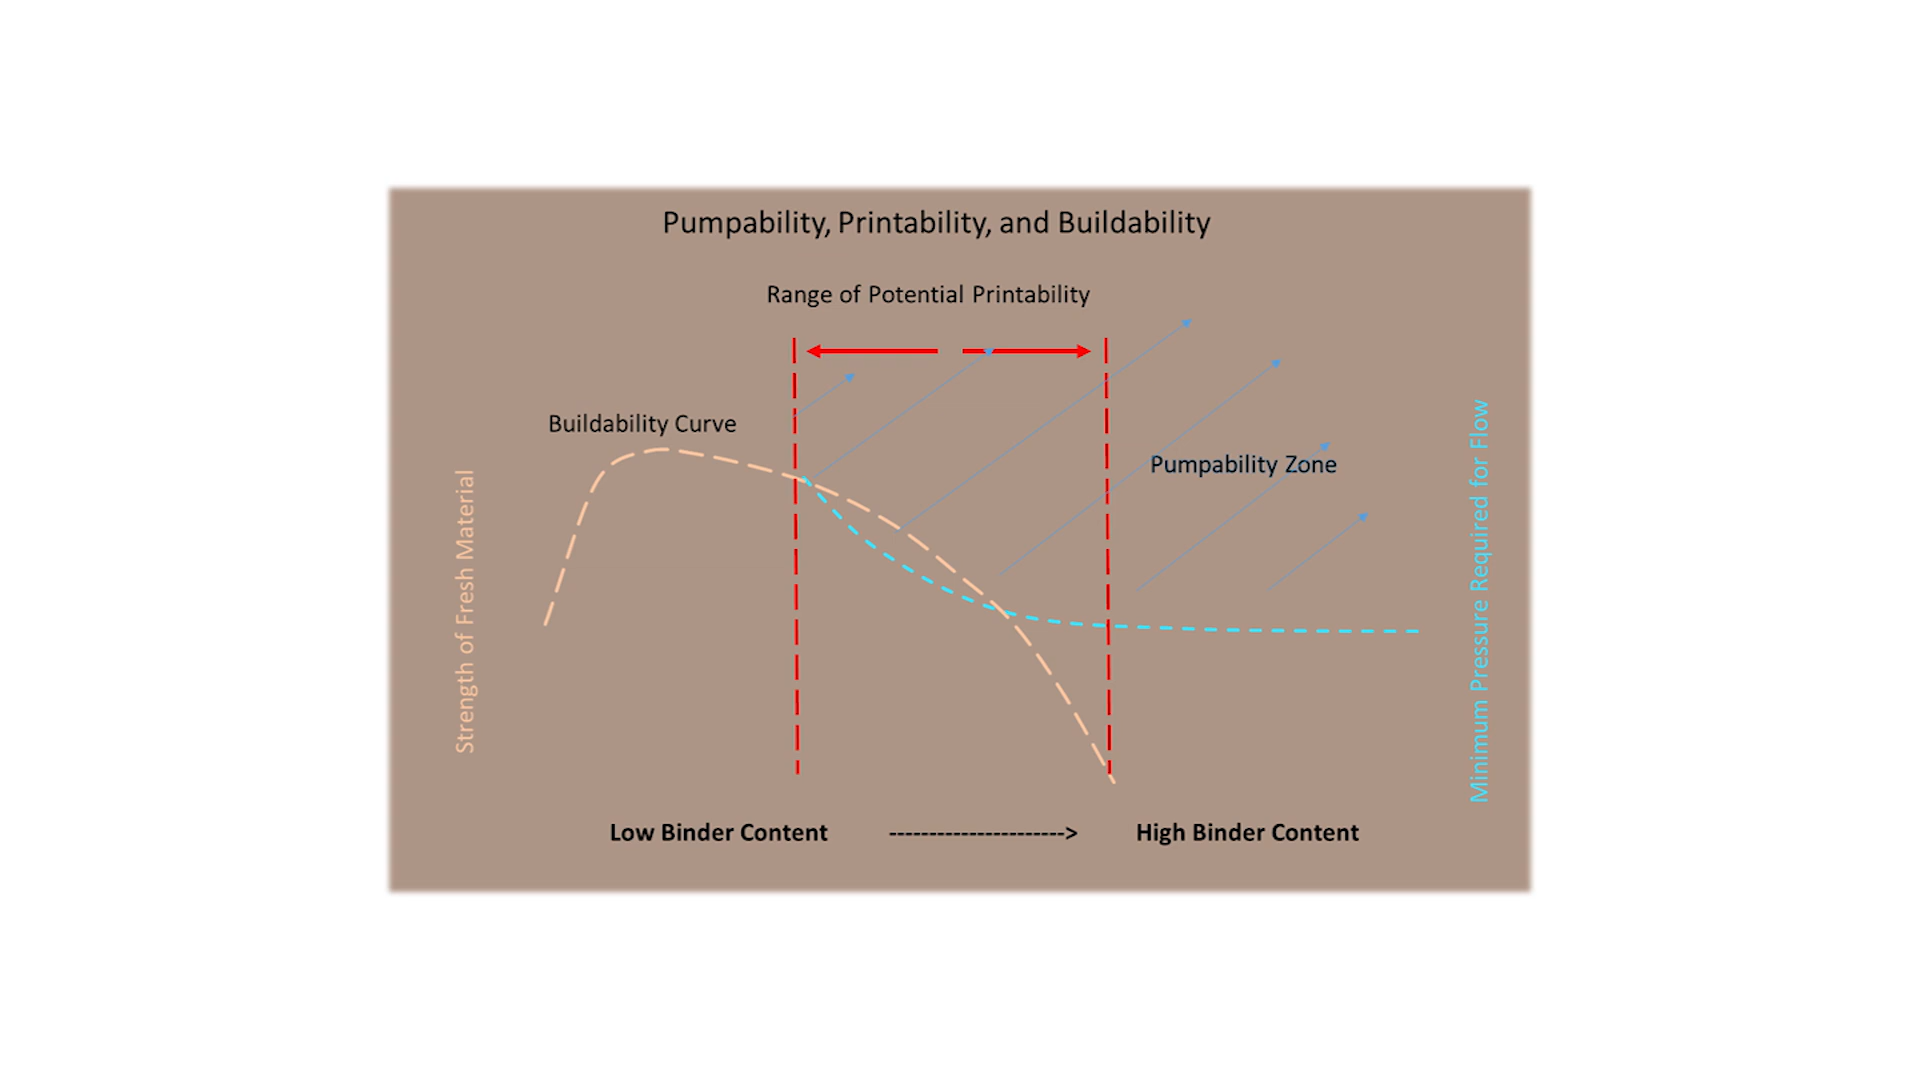 Pumpability, Printability, and Buildability
Range of Potential Printability
Buildability Curve
Pumpability Zone
Strength of Fresh Material
Minimum Pressure Required for Flow
Low Binder Content ----------------------> High Binder Content